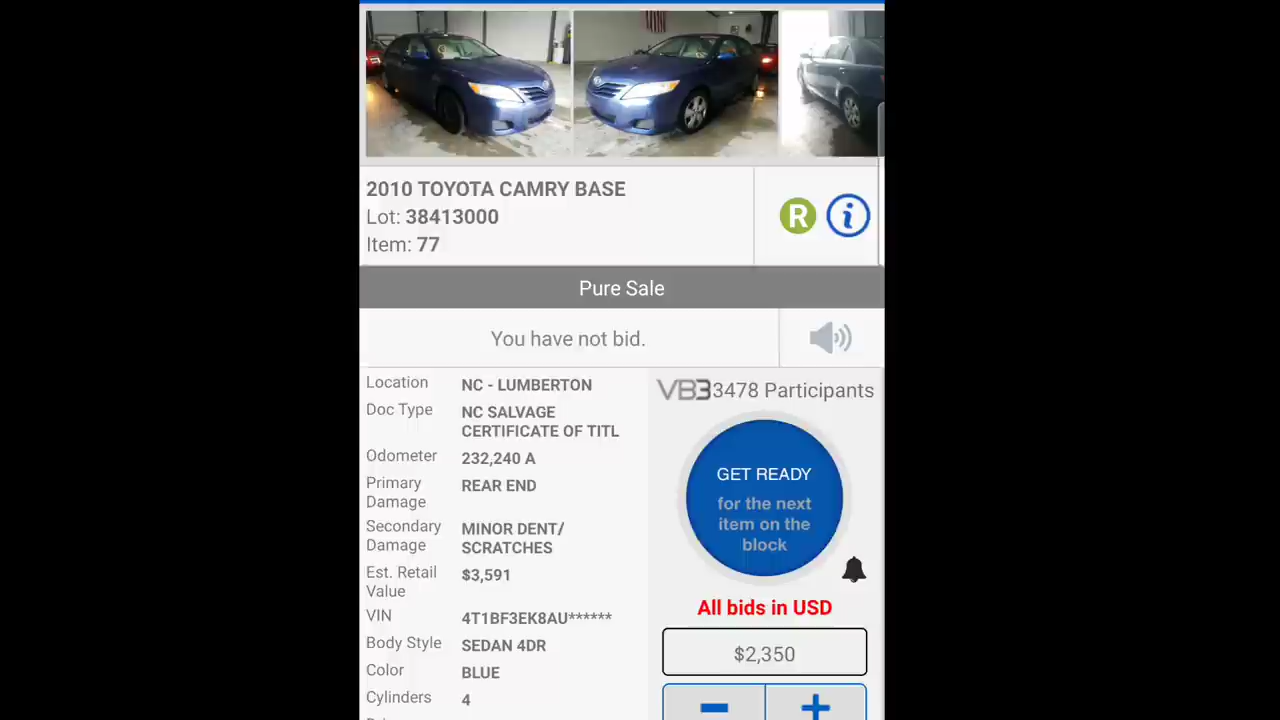 2010 TOYOTA CAMRY BASE
Lot: 38413000
Item: 77
R
i
Pure Sale
You have not bid.
Location NC - LUMBERTON
Doc Type NC SALVAGE
CERTIFICATE OF TITL
Odometer 232,240 A
Primary
Damage REAR END
Secondary
Damage MINOR DENT/
SCRATCHES
Est. Retail
Value $3,591
VIN 4T1BF3EK8AU******
Body Style SEDAN 4DR
Color BLUE
Cylinders 4
VB3 3478 Participants
GET READY
for the next
item on the
block
All bids in USD
$2,350
− +